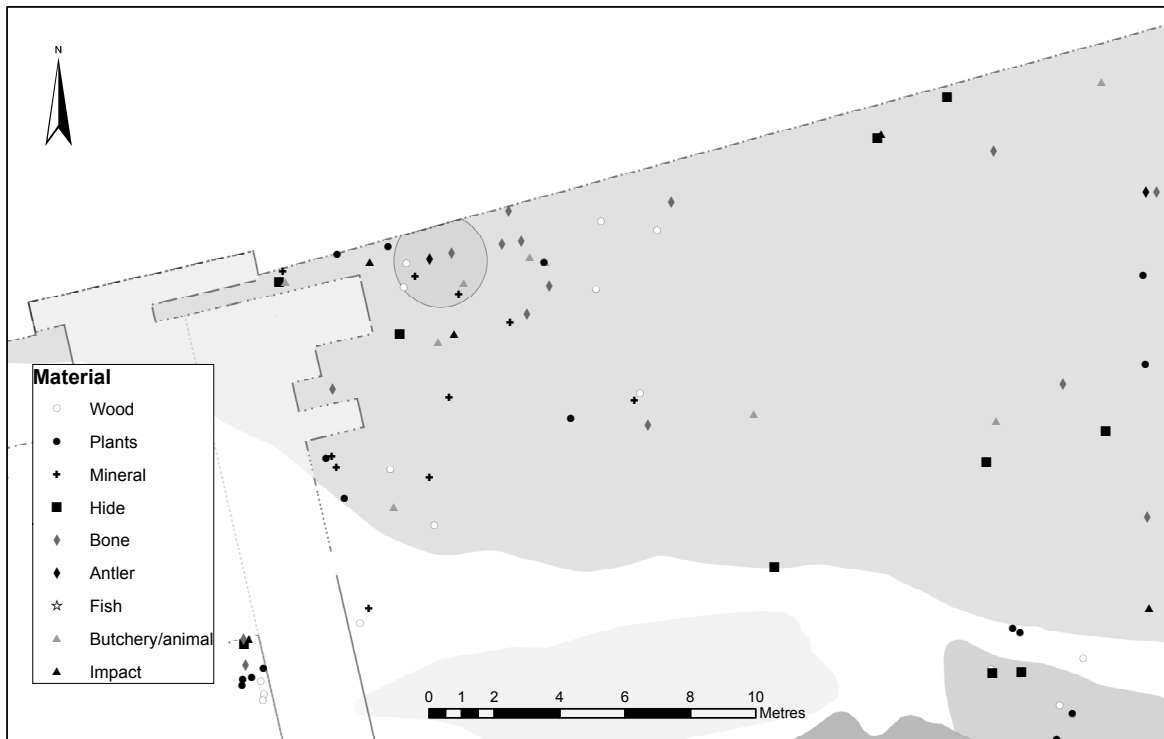 N
Material
Wood
Plants
Mineral
Hide
Bone
Antler
Fish
Butchery/animal
Impact
0 1 2 4 6 8 10
Metres